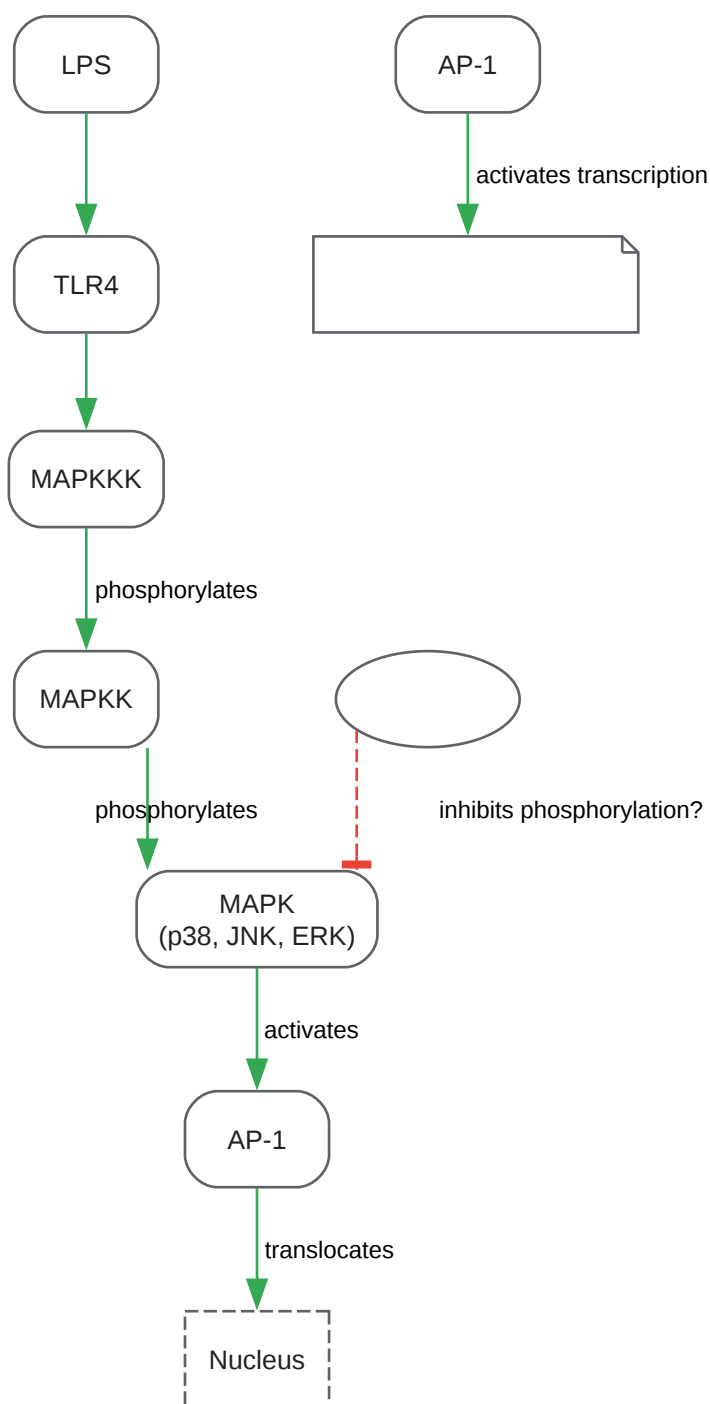 LPS
AP-1
activates transcription
TLR4
MAPKKK
phosphorylates
MAPKK
phosphorylates
inhibits phosphorylation?
MAPK
(p38, JNK, ERK)
activates
AP-1
translocates
Nucleus